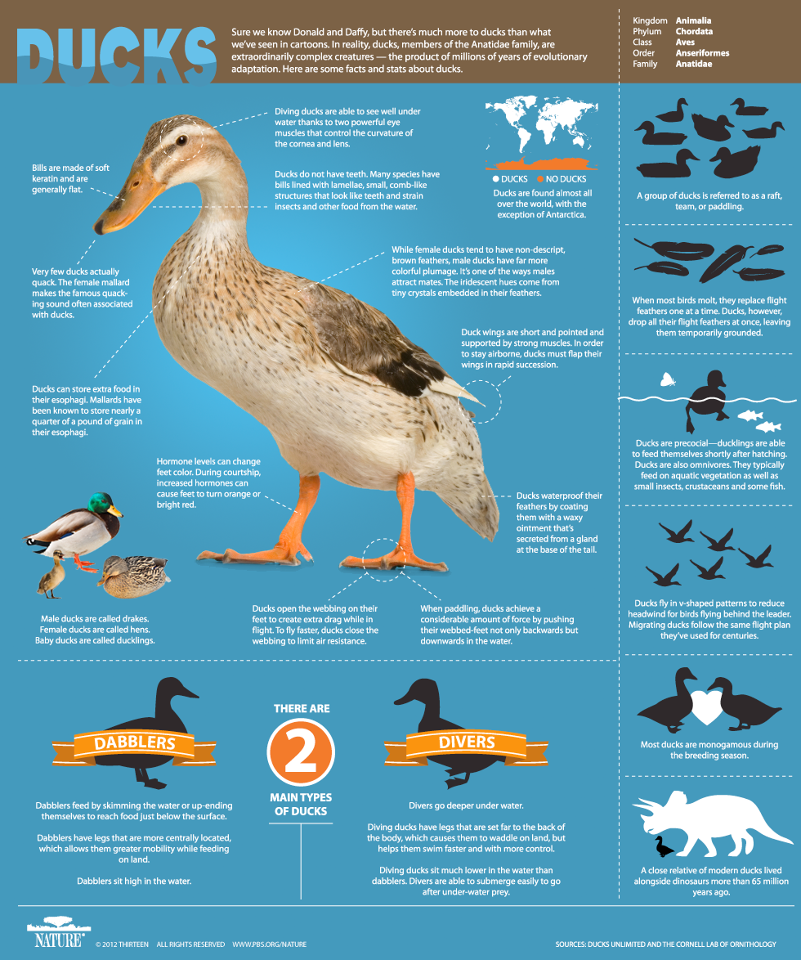 DUCKS
Sure we know Donald and Daffy, but there's much more to ducks than what
we've seen in cartoons. In reality, ducks, members of the Anatidae family, are
extraordinarily complex creatures — the product of millions of years of evolutionary
adaptation. Here are some facts and stats about ducks.
Kingdom Animalia
Phylum Chordata
Class Aves
Order Anseriformes
Family Anatidae
Diving ducks are able to see well under
water thanks to two powerful eye
muscles that control the curvature of
the cornea and lens.
Bills are made of soft
keratin and are
generally flat.
Ducks do not have teeth. Many species have
bills lined with lamellae, small, comb-like
structures that look like teeth and strain
insects and other food from the water.
DUCKS NO DUCKS
Ducks are found almost all
over the world, with the
exception of Antarctica.
Very few ducks actually
quack. The female mallard
makes the famous quack-
ing sound often associated
with ducks.
While female ducks tend to have non-descript,
brown feathers, male ducks have far more
colorful plumage. It's one of the ways males
attract mates. The iridescent hues come from
tiny crystals embedded in their feathers.
Duck wings are short and pointed and
supported by strong muscles. In order
to stay airborne, ducks must flap their
wings in rapid succession.
Ducks can store extra food in
their esophagi. Mallards have
been known to store nearly a
quarter of a pound of grain in
their esophagi.
Hormone levels can change
feet color. During courtship,
increased hormones can
cause feet to turn orange or
bright red.
Ducks waterproof their
feathers by coating
them with a waxy
ointment that's
secreted from a gland
at the base of the tail.
Male ducks are called drakes.
Female ducks are called hens.
Baby ducks are called ducklings.
Ducks open the webbing on their
feet to create extra drag while in
flight. To fly faster, ducks close the
webbing to limit air resistance.
When paddling, ducks achieve a
considerable amount of force by pushing
their webbed-feet not only backwards but
downwards in the water.
A group of ducks is referred to as a raft,
team, or paddling.
When most birds molt, they replace flight
feathers one at a time. Ducks, however,
drop all their flight feathers at once, leaving
them temporarily grounded.
Ducks are precocial—ducklings are able
to feed themselves shortly after hatching.
Ducks are also omnivores. They typically
feed on aquatic vegetation as well as
small insects, crustaceans and some fish.
Ducks fly in v-shaped patterns to reduce
headwind for birds flying behind the leader.
Migrating ducks follow the same flight plan
they've used for centuries.
Most ducks are monogamous during
the breeding season.
A close relative of modern ducks lived
alongside dinosaurs more than 65 million
years ago.
DABBLERS
Dabblers feed by skimming the water or up-ending
themselves to reach food just below the surface.
Dabblers have legs that are more centrally located,
which allows them greater mobility while feeding
on land.
Dabblers sit high in the water.
THERE ARE
2
MAIN TYPES
OF DUCKS
DIVERS
Divers go deeper under water.
Diving ducks have legs that are set far to the back of
the body, which causes them to waddle on land, but
helps them swim faster and with more control.
Diving ducks sit much lower in the water than
dabblers. Divers are able to submerge easily to go
after under-water prey.
NATURE
© 2012 THIRTEEN ALL RIGHTS RESERVED WWW.PBS.ORG/NATURE
SOURCES: DUCKS UNLIMITED AND THE CORNELL LAB OF ORNITHOLOGY